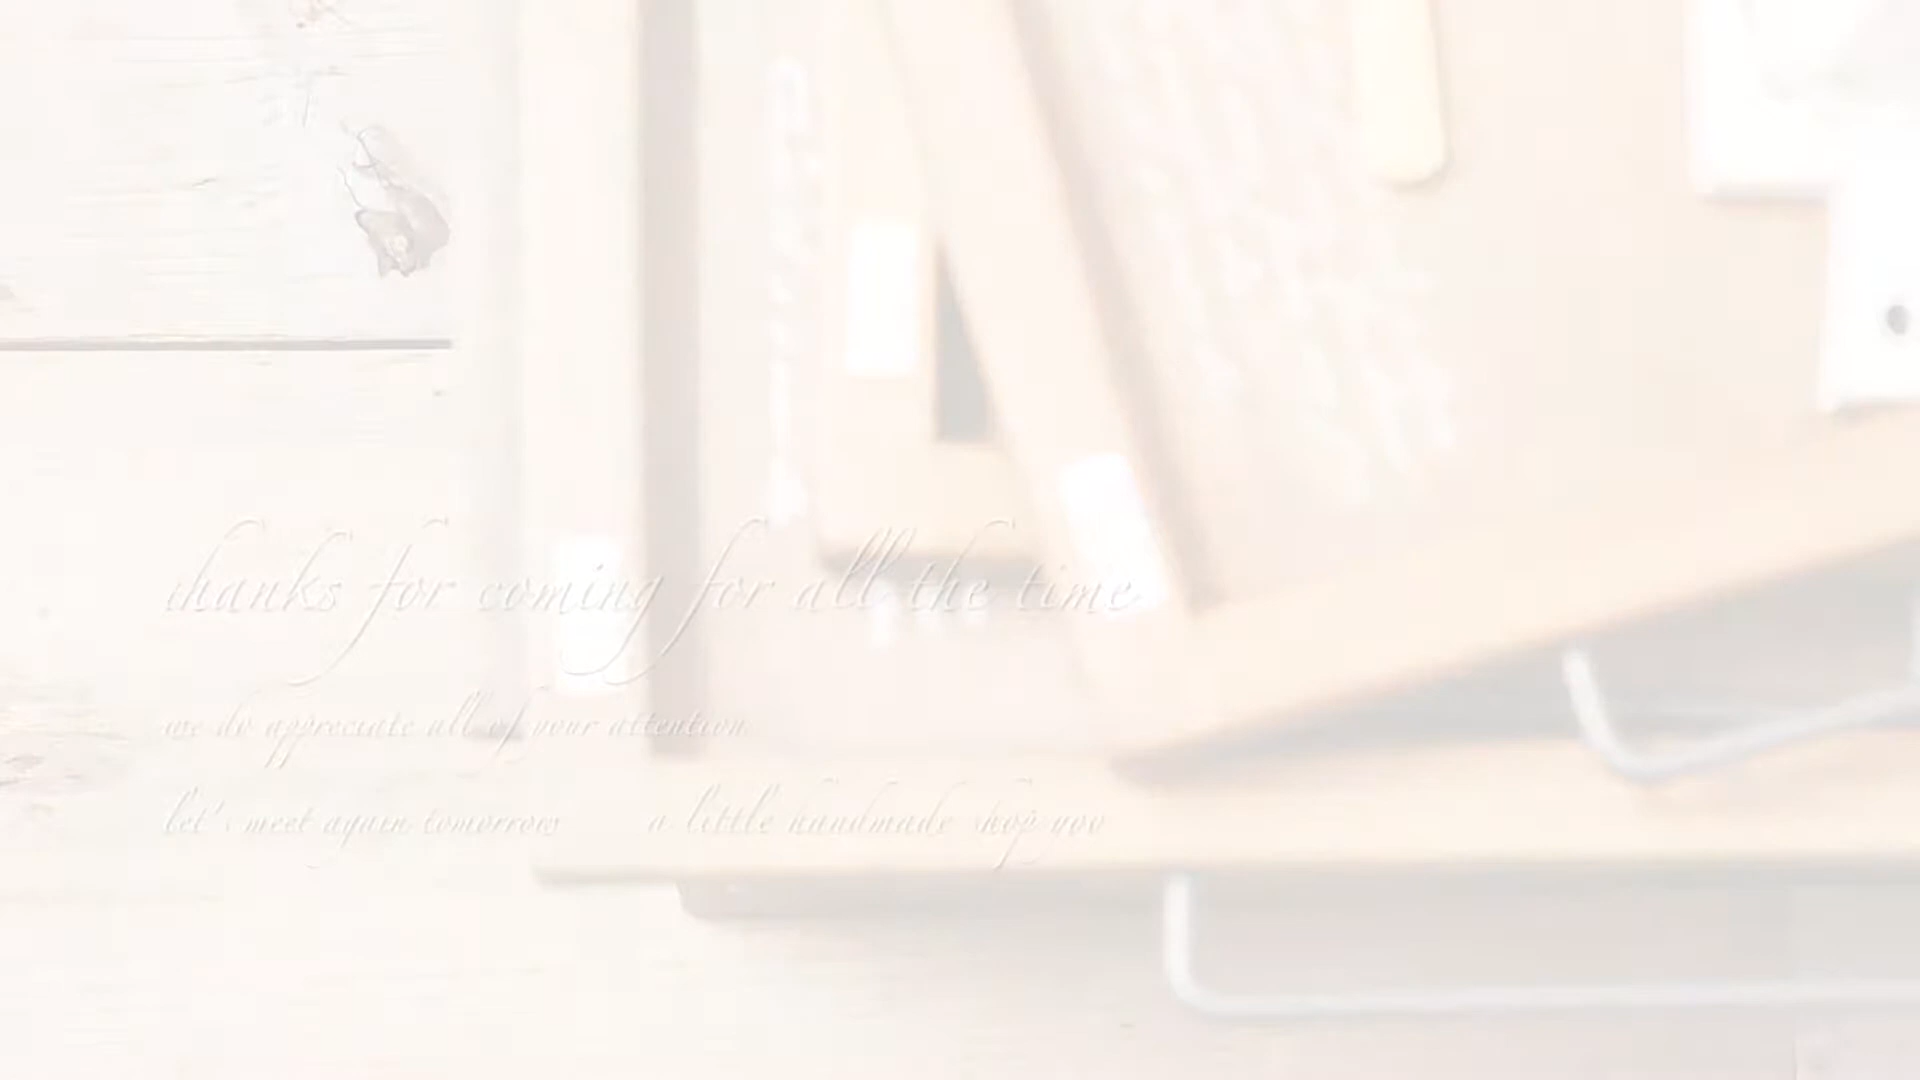 thanks for coming for all the time
we do appreciate all of your attention
let's meet again tomorrow a little handmade shop you